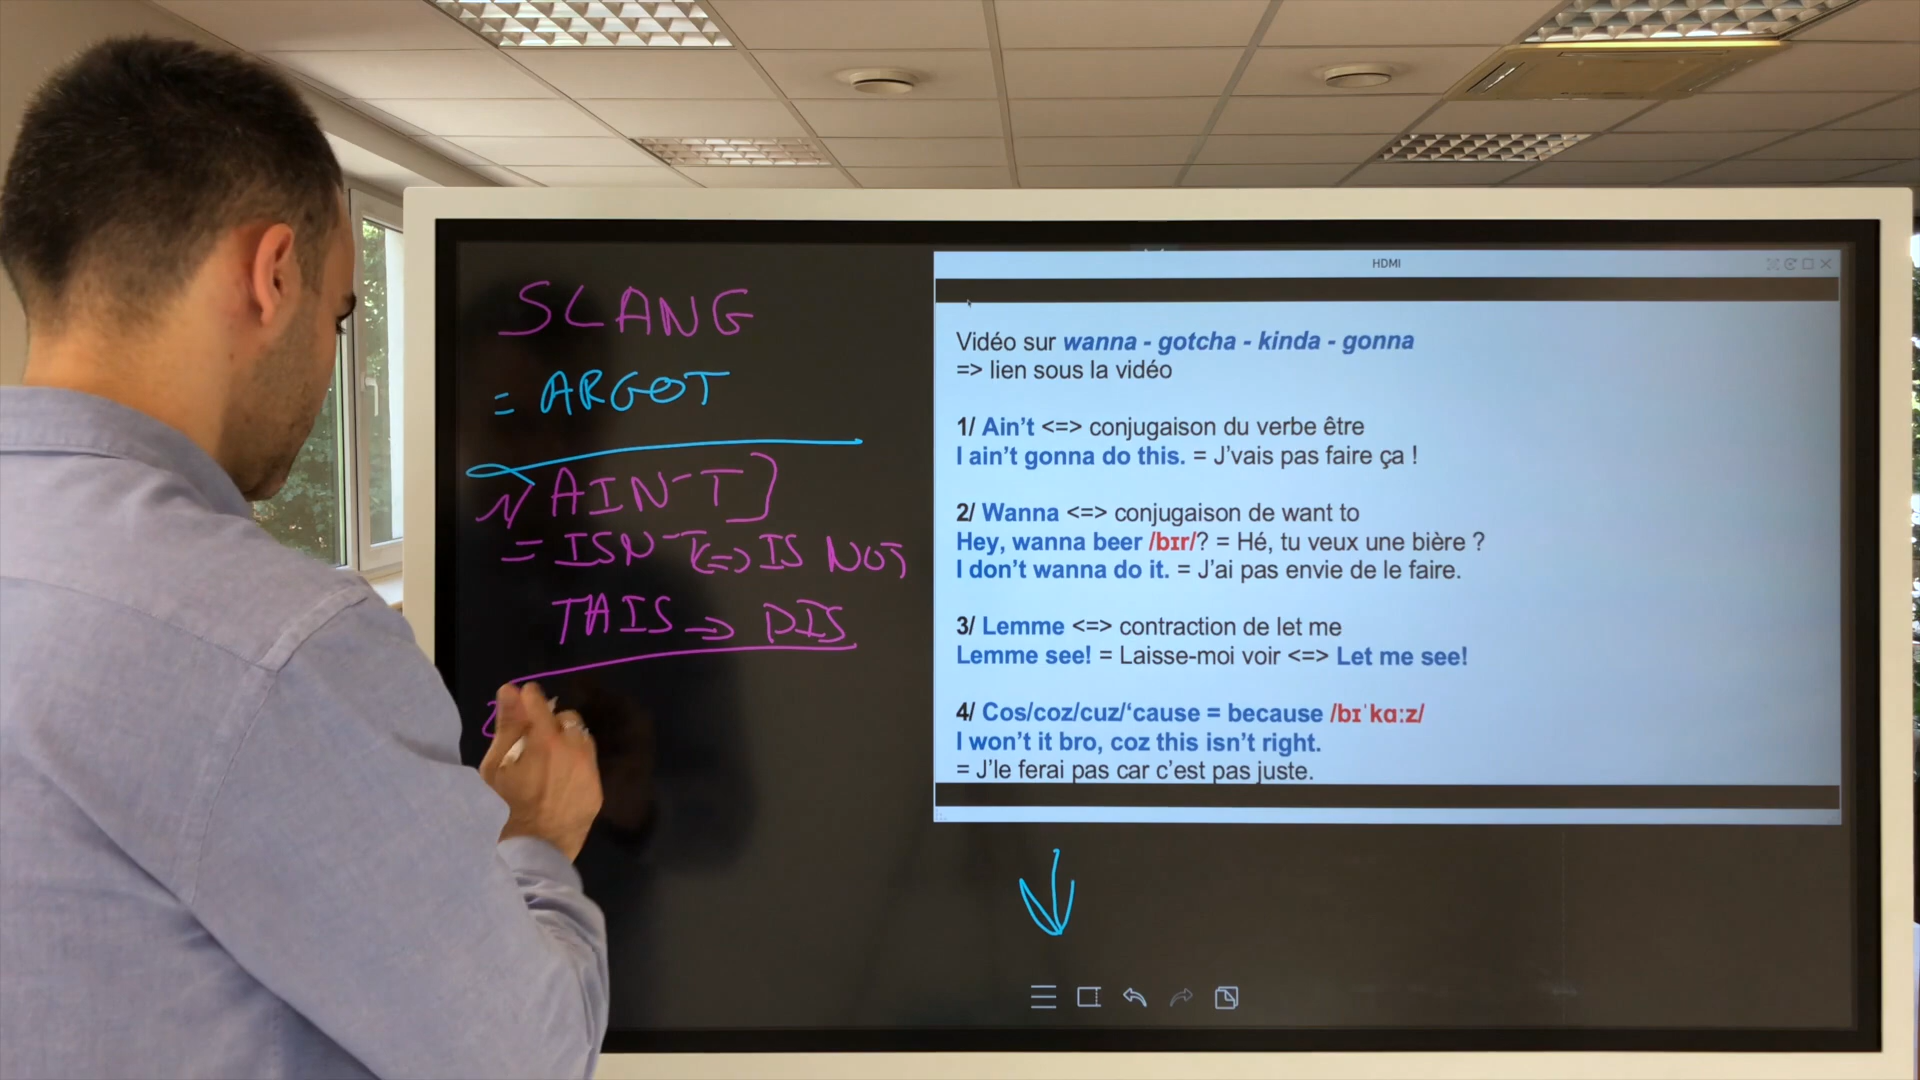 SLANG
= ARGOT
1/ AIN'T]
= ISN'T <=> IS NOT
THIS → DIS
2
HDMI
Vidéo sur wanna - gotcha - kinda - gonna
=> lien sous la vidéo
1/ Ain’t <=> conjugaison du verbe être
I ain’t gonna do this. = J’vais pas faire ça !
2/ Wanna <=> conjugaison de want to
Hey, wanna beer /bɪr/? = Hé, tu veux une bière ?
I don’t wanna do it. = J’ai pas envie de le faire.
3/ Lemme <=> contraction de let me
Lemme see! = Laisse-moi voir <=> Let me see!
4/ Cos/coz/cuz/‘cause = because /bɪˈkɑːz/
I won’t it bro, coz this isn’t right.
= J’le ferai pas car c’est pas juste.